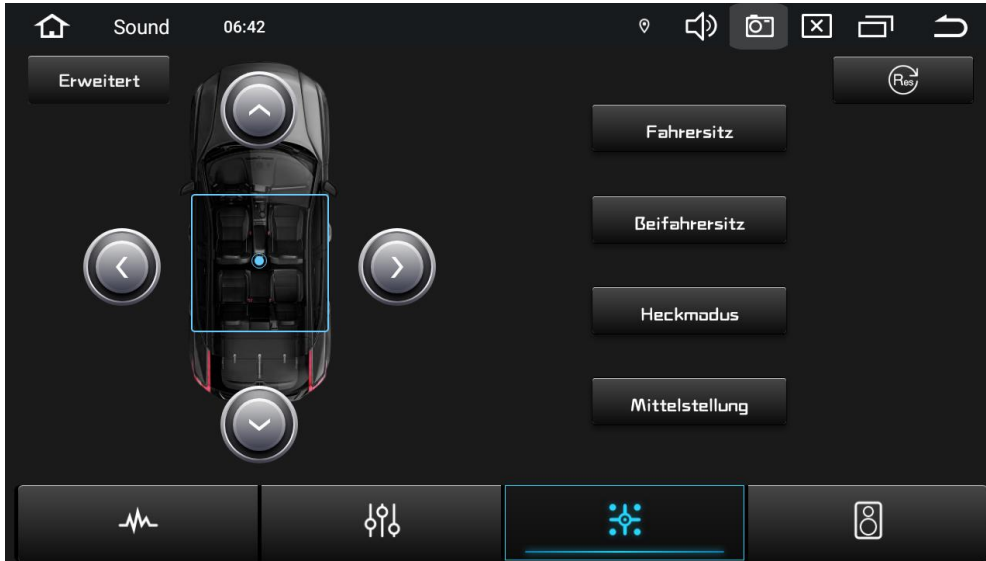 Sound 06:42
Erweitert
Res
Fahrersitz
Beifahrersitz
Heckmodus
Mittelstellung